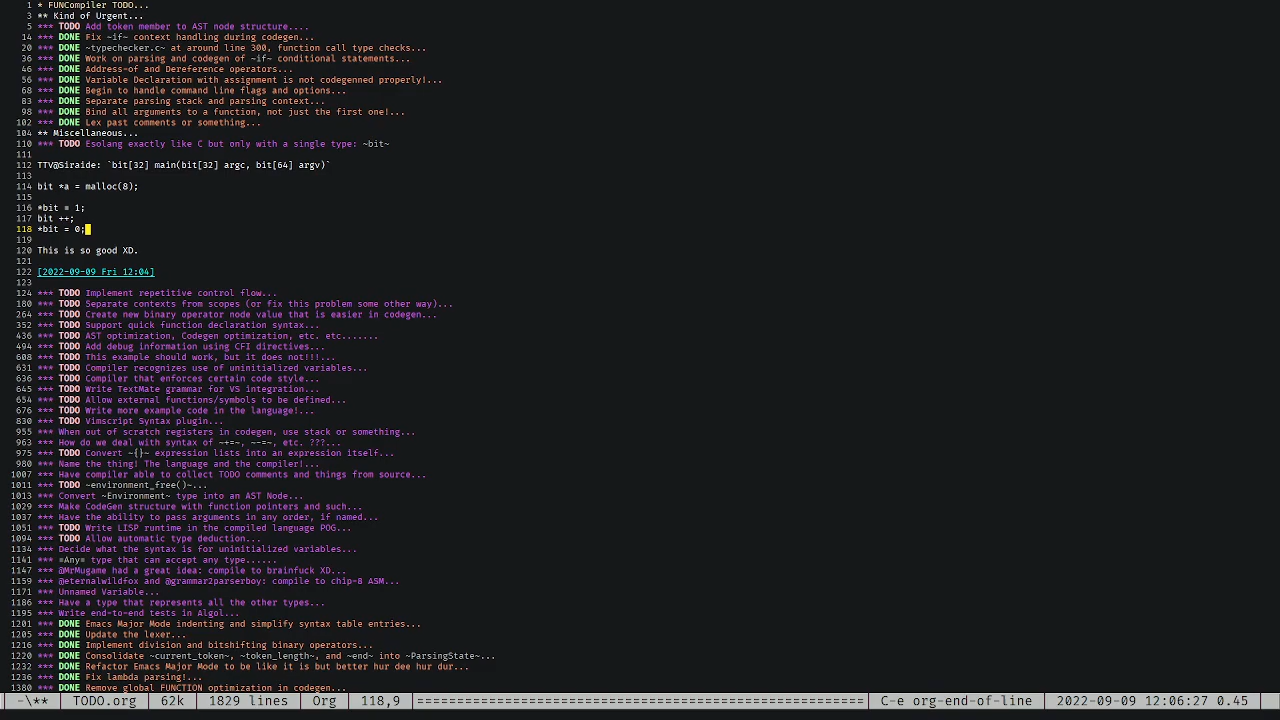 1 * FUNCompiler TODO...
3 ** Kind of Urgent...
5 *** TODO Add token member to AST node structure....
14 *** DONE Fix ~if~ context handling during codegen...
20 *** DONE ~typechecker.c~ at around line 300, function call type checks...
36 *** DONE Work on parsing and codegen of ~if~ conditional statements...
46 *** DONE Address-of and Dereference operators...
56 *** DONE Variable Declaration with assignment is not codegenned properly!...
68 *** DONE Begin to handle command line flags and options...
83 *** DONE Separate parsing stack and parsing context...
98 *** DONE Bind all arguments to a function, not just the first one!...
102 *** DONE Lex past comments or something...
104 ** Miscellaneous...
110 *** TODO Esolang exactly like C but only with a single type: ~bit~
111
112 TTV@Siraide: `bit[32] main(bit[32] argc, bit[64] argv)`
113
114 bit *a = malloc(8);
115
116 *bit = 1;
117 bit ++;
118 *bit = 0;
119
120 This is so good XD.
121
122 [2022-09-09 Fri 12:04]
123
124 *** TODO Implement repetitive control flow...
180 *** TODO Separate contexts from scopes (or fix this problem some other way)...
264 *** TODO Create new binary operator node value that is easier in codegen...
352 *** TODO Support quick function declaration syntax...
436 *** TODO AST optimization, Codegen optimization, etc. etc.......
494 *** TODO Add debug information using CFI directives...
608 *** TODO This example should work, but it does not!!!...
631 *** TODO Compiler recognizes use of uninitialized variables...
636 *** TODO Compiler that enforces certain code style...
645 *** TODO Write TextMate grammar for VS integration...
654 *** TODO Allow external functions/symbols to be defined...
676 *** TODO Write more example code in the language!...
830 *** TODO Vimscript Syntax plugin...
955 *** When out of scratch registers in codegen, use stack or something...
963 *** How do we deal with syntax of ~+=~, ~-=~, etc. ???...
975 *** TODO Convert ~{}~ expression lists into an expression itself...
980 *** Name the thing! The language and the compiler!...
1007 *** Have compiler able to collect TODO comments and things from source...
1011 *** TODO ~environment_free()~...
1013 *** Convert ~Environment~ type into an AST Node...
1029 *** Make CodeGen structure with function pointers and such...
1037 *** Have the ability to pass arguments in any order, if named...
1051 *** TODO Write LISP runtime in the compiled language POG...
1094 *** TODO Allow automatic type deduction...
1134 *** Decide what the syntax is for uninitialized variables...
1141 *** =Any= type that can accept any type......
1147 *** @MrMugame had a great idea: compile to brainfuck XD...
1159 *** @eternalwildfox and @grammar2parserboy: compile to chip-8 ASM...
1171 *** Unnamed Variable...
1186 *** Have a type that represents all the other types...
1195 *** Write end-to-end tests in Algol...
1201 *** DONE Emacs Major Mode indenting and simplify syntax table entries...
1205 *** DONE Update the lexer...
1216 *** DONE Implement division and bitshifting binary operators...
1220 *** DONE Consolidate ~current_token~, ~token_length~, and ~end~ into ~ParsingState~...
1232 *** DONE Refactor Emacs Major Mode to be like it is but better hur dee hur dur...
1236 *** DONE Fix lambda parsing!...
1380 *** DONE Remove global FUNCTION optimization in codegen...
-\** TODO.org 62k 1829 lines Org 118,9 ====================================================== C-e org-end-of-line 2022-09-09 12:06:27 0.45